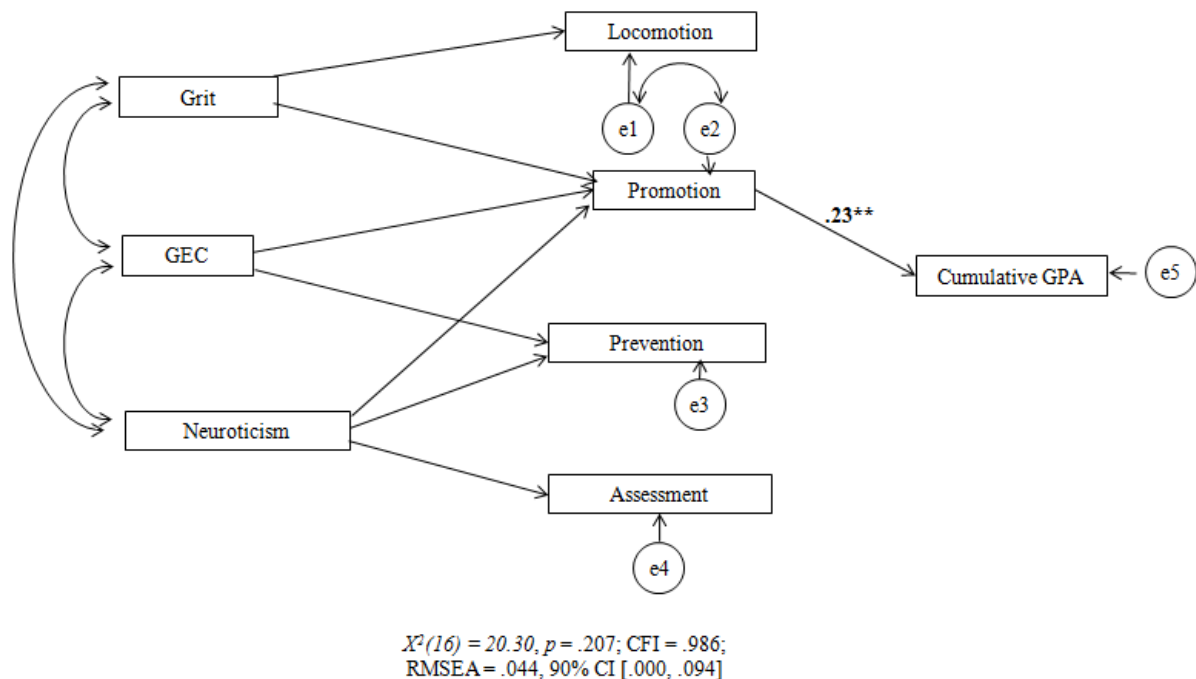 Locomotion
Grit
e1
e2
Promotion
.23**
GEC
Cumulative GPA
e5
Prevention
e3
Neuroticism
Assessment
e4
X²(16) = 20.30, p = .207; CFI = .986;
RMSEA = .044, 90% CI [.000, .094]